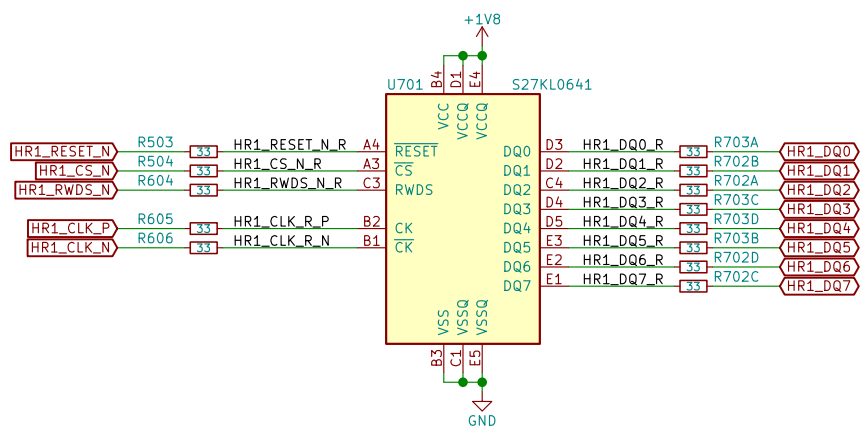 +1V8
B4 D1 E4
U701 S27KL0641
VCC VCCQ VCCQ
HR1_RESET_N R503 33 HR1_RESET_N_R A4 RESET DQ0 D3 HR1_DQ0_R 33 R703A HR1_DQ0
HR1_CS_N R504 33 HR1_CS_N_R A3 CS DQ1 D2 HR1_DQ1_R 33 R702B HR1_DQ1
HR1_RWDS_N R604 33 HR1_RWDS_N_R C3 RWDS DQ2 C4 HR1_DQ2_R 33 R702A HR1_DQ2
DQ3 D4 HR1_DQ3_R 33 R703C HR1_DQ3
HR1_CLK_P R605 33 HR1_CLK_R_P B2 CK DQ4 D5 HR1_DQ4_R 33 R703D HR1_DQ4
HR1_CLK_N R606 33 HR1_CLK_R_N B1 CK DQ5 E3 HR1_DQ5_R 33 R703B HR1_DQ5
DQ6 E2 HR1_DQ6_R 33 R702D HR1_DQ6
DQ7 E1 HR1_DQ7_R 33 R702C HR1_DQ7
VSS VSSQ VSSQ
B3 C1 E5
GND